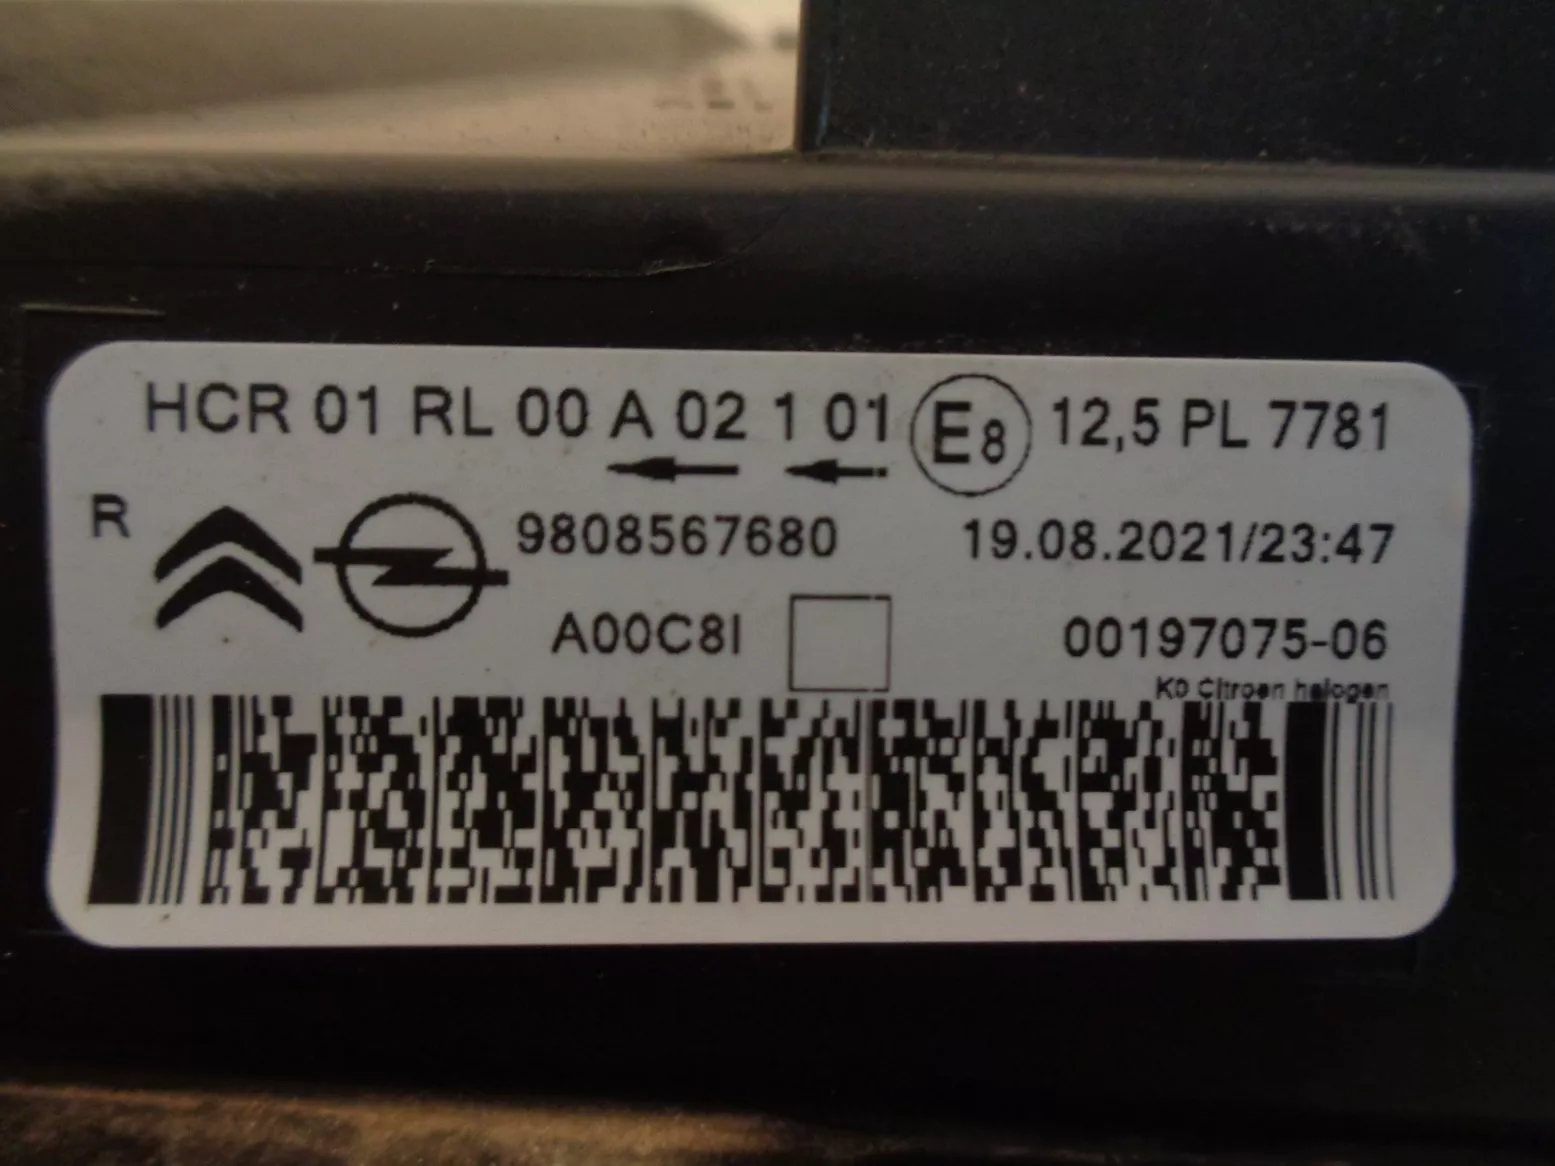 HCR 01 RL 00 A 02 1 01 E8 12,5 PL 7781
R 9808567680 19.08.2021/23:47
A00C8I 00197075-06
K0 Citroen halogen